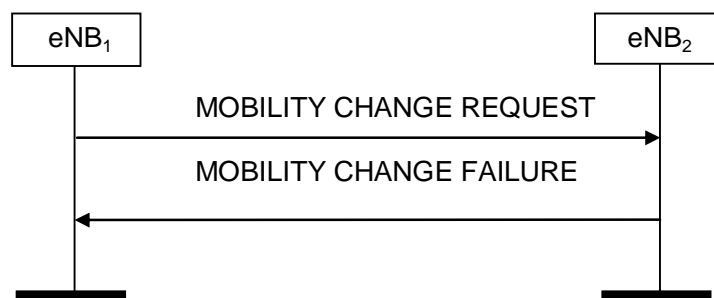 eNB₁
eNB₂
MOBILITY CHANGE REQUEST
MOBILITY CHANGE FAILURE